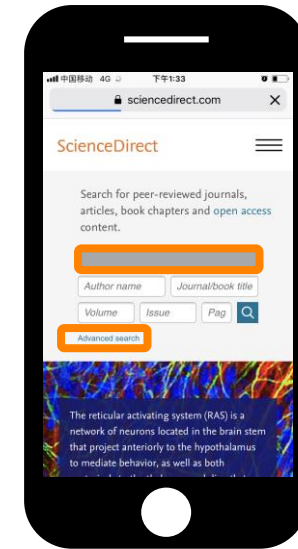 中国移动 4G 下午1:33
sciencedirect.com
ScienceDirect
Search for peer-reviewed journals,
articles, book chapters and open access
content.
Author name Journal/book title
Volume Issue Pag
Advanced search
The reticular activating system (RAS) is a
network of neurons located in the brain stem
that project anteriorly to the hypothalamus
to mediate behavior, as well as both